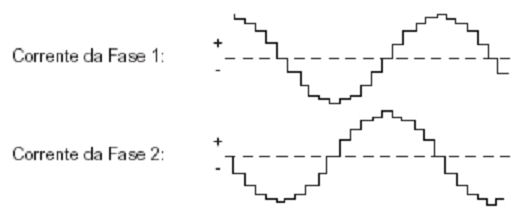 Corrente da Fase 1:
+
-
Corrente da Fase 2:
+
-